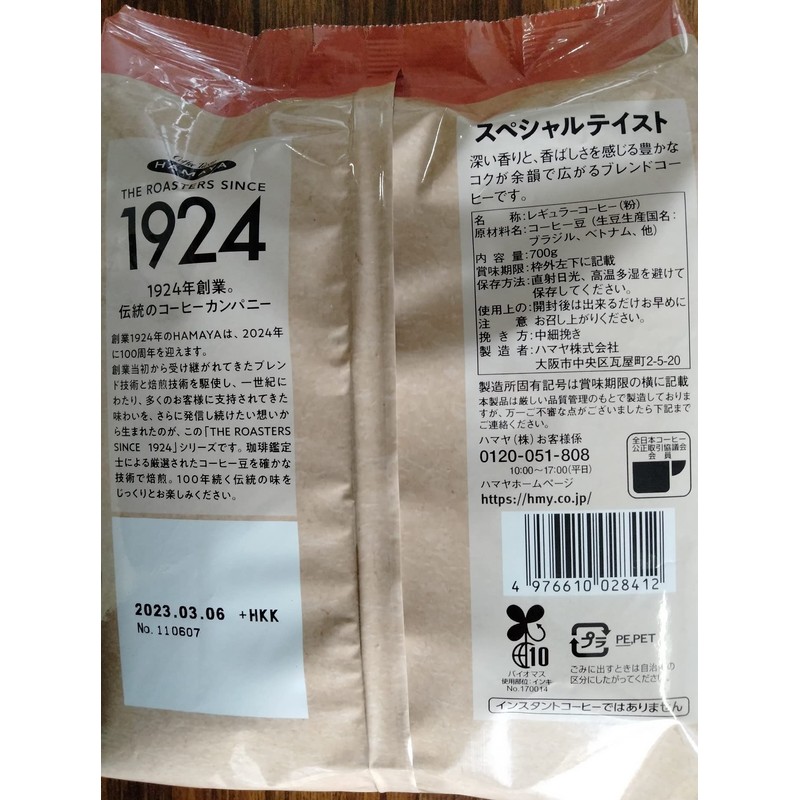 Coffee Life
HAMAYA
THE ROASTERS SINCE
1924
1924年創業。
伝統のコーヒーカンパニー
創業1924年のHAMAYAは、2024年
に100周年を迎えます。
創業当初から受け継がれてきたブレン
ド技術と焙煎技術を駆使し、一世紀に
わたり、多くのお客様に支持されてきた
味わいを、さらに発信し続けたい想いか
ら生まれたのが、この「THE ROASTERS
SINCE 1924」シリーズです。珈琲鑑定
士による厳選されたコーヒー豆を確かな
技術で焙煎。100年続く伝統の味を
じっくりとお楽しみください。
2023.03.06 +HKK
No.110607
スペシャルテイスト
深い香りと、香ばしさを感じる豊かな
コクが余韻で広がるブレンドコー
ヒーです。
名 称:レギュラーコーヒー(粉)
原材料名:コーヒー豆(生豆生産国名:
ブラジル、ベトナム、他)
内 容 量:700g
賞味期限:枠外左下に記載
保存方法:直射日光、高温多湿を避けて
保存してください。
使用上の:開封後は出来るだけお早めに
注 意 お召し上がりください。
挽 き 方:中細挽き
製 造 者:ハマヤ株式会社
大阪市中央区瓦屋町2-5-20
製造所固有記号は賞味期限の横に記載
本製品は厳しい品質管理のもとで製造しておりま
すが、万一ご不審な点がございましたら下記まで
ご連絡ください。
ハマヤ(株)お客様係
0120-051-808
10:00〜17:00(平日)
ハマヤホームページ
https://hmy.co.jp/
全日本コーヒー
公正取引協議会
会員
4 976610 028412
10
バイオマス
使用部位:インキ
No.170014
プラ
PE,PET
ごみに出すときは自治体の
区分にしたがってください。
インスタントコーヒーではありません